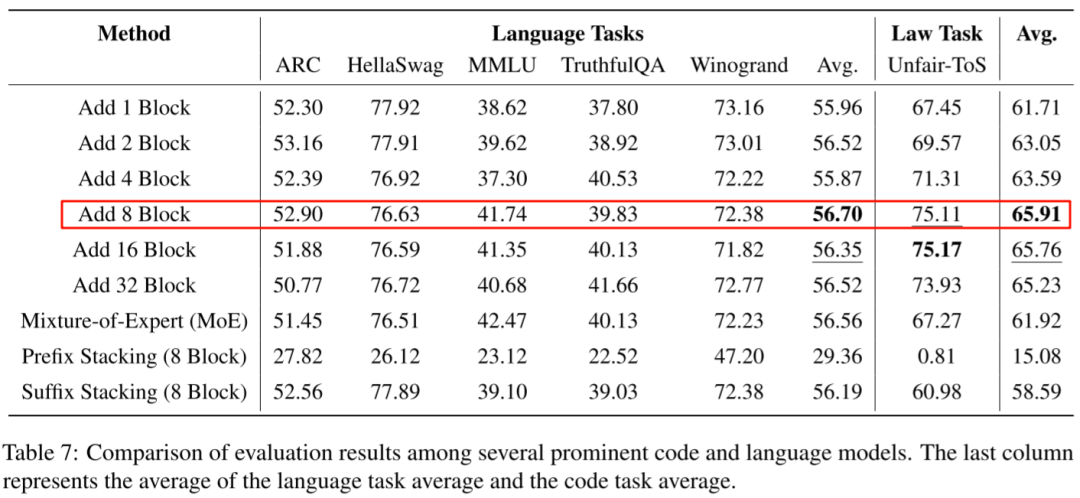 Method Language Tasks Law Task Avg.
ARC HellaSwag MMLU TruthfulQA Winogrand Avg. Unfair-ToS
Add 1 Block 52.30 77.92 38.62 37.80 73.16 55.96 67.45 61.71
Add 2 Block 53.16 77.91 39.62 38.92 73.01 56.52 69.57 63.05
Add 4 Block 52.39 76.92 37.30 40.53 72.22 55.87 71.31 63.59
Add 8 Block 52.90 76.63 41.74 39.83 72.38 56.70 75.11 65.91
Add 16 Block 51.88 76.59 41.35 40.13 71.82 56.35 75.17 65.76
Add 32 Block 50.77 76.72 40.68 41.66 72.77 56.52 73.93 65.23
Mixture-of-Expert (MoE) 51.45 76.51 42.47 40.13 72.23 56.56 67.27 61.92
Prefix Stacking (8 Block) 27.82 26.12 23.12 22.52 47.20 29.36 0.81 15.08
Suffix Stacking (8 Block) 52.56 77.89 39.10 39.03 72.38 56.19 60.98 58.59
Table 7: Comparison of evaluation results among several prominent code and language models. The last column
represents the average of the language task average and the code task average.